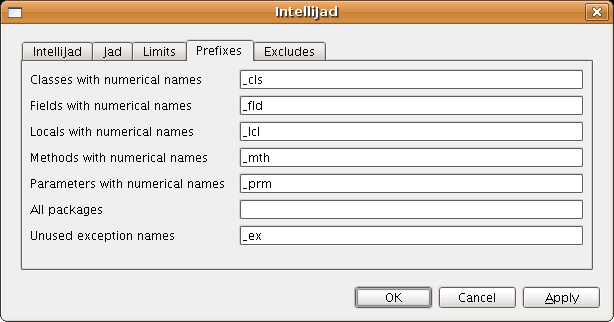 IntelliJad
IntelliJad Jad Limits Prefixes Excludes
Classes with numerical names _cls
Fields with numerical names _fld
Locals with numerical names _lcl
Methods with numerical names _mth
Parameters with numerical names _prm
All packages
Unused exception names _ex
OK Cancel Apply